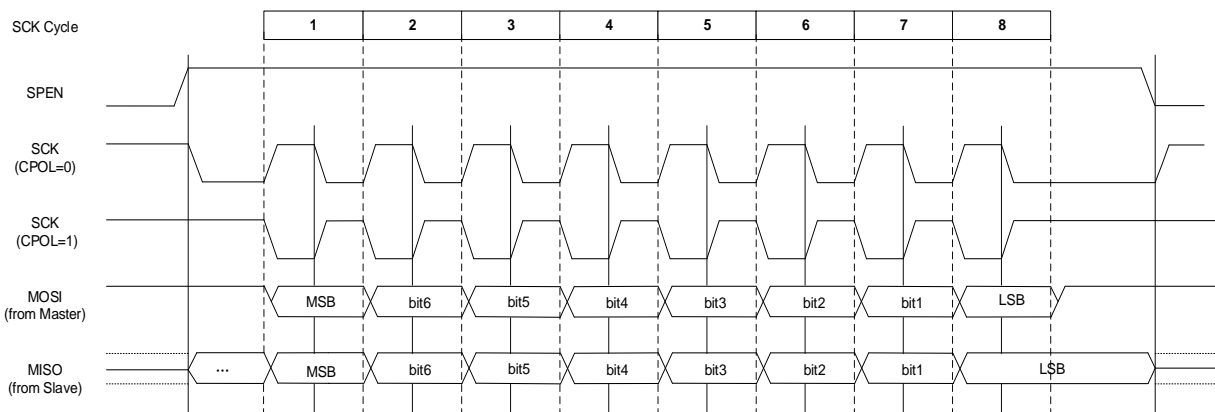 SCK Cycle 1 2 3 4 5 6 7 8
SPEN
SCK
(CPOL=0)
SCK
(CPOL=1)
MOSI
(from Master)
MSB bit6 bit5 bit4 bit3 bit2 bit1 LSB
MISO
(from Slave)
... MSB bit6 bit5 bit4 bit3 bit2 bit1 LSB